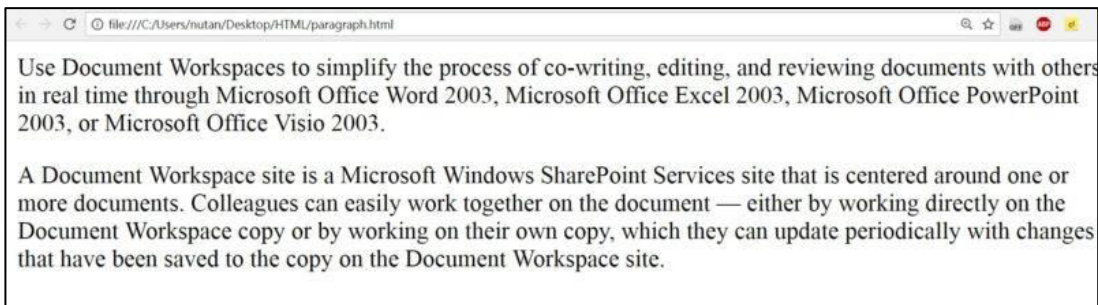 file:///C:/Users/nutan/Desktop/HTML/paragraph.html
Use Document Workspaces to simplify the process of co-writing, editing, and reviewing documents with others
in real time through Microsoft Office Word 2003, Microsoft Office Excel 2003, Microsoft Office PowerPoint
2003, or Microsoft Office Visio 2003.
A Document Workspace site is a Microsoft Windows SharePoint Services site that is centered around one or
more documents. Colleagues can easily work together on the document — either by working directly on the
Document Workspace copy or by working on their own copy, which they can update periodically with changes
that have been saved to the copy on the Document Workspace site.